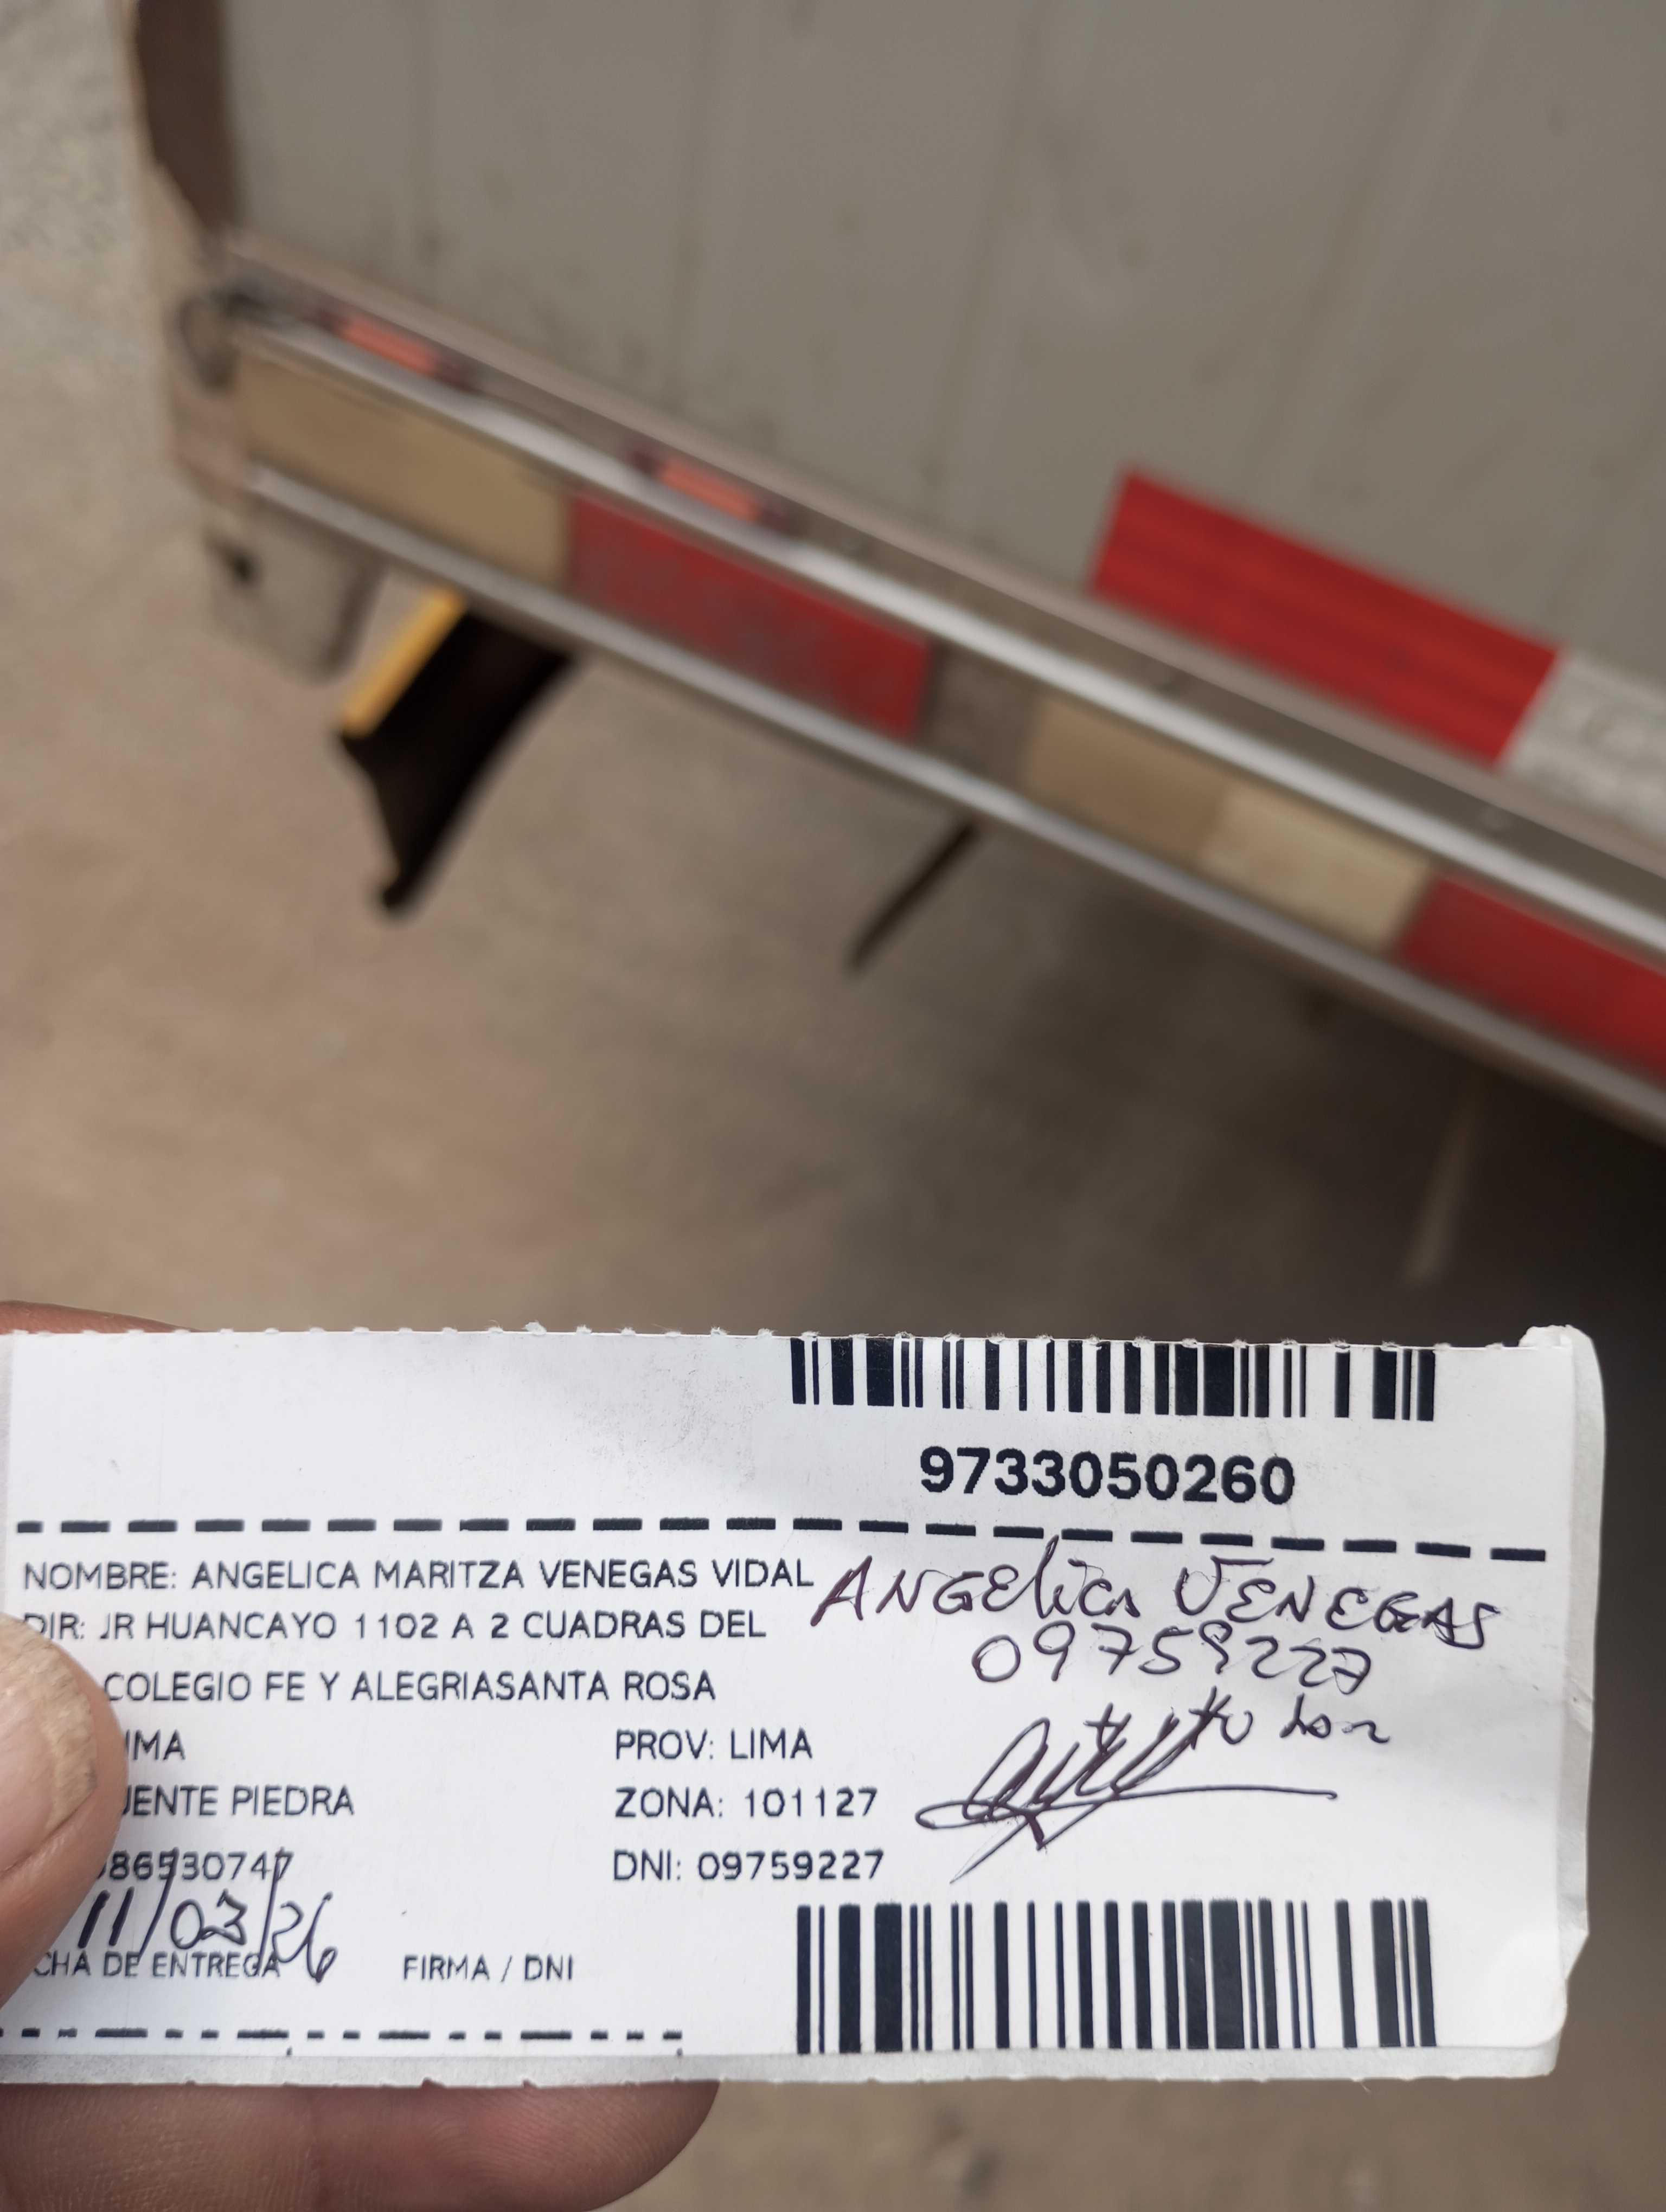 9733050260
NOMBRE: ANGELICA MARITZA VENEGAS VIDAL
ANGElica VENEGAS
DIR: JR HUANCAYO 1102 A 2 CUADRAS DEL
09759227
COLEGIO FE Y ALEGRIASANTA ROSA
IMA PROV: LIMA
UENTE PIEDRA ZONA: 101127
86530747 DNI: 09759227
11/03/26
CHA DE ENTREGA FIRMA / DNI